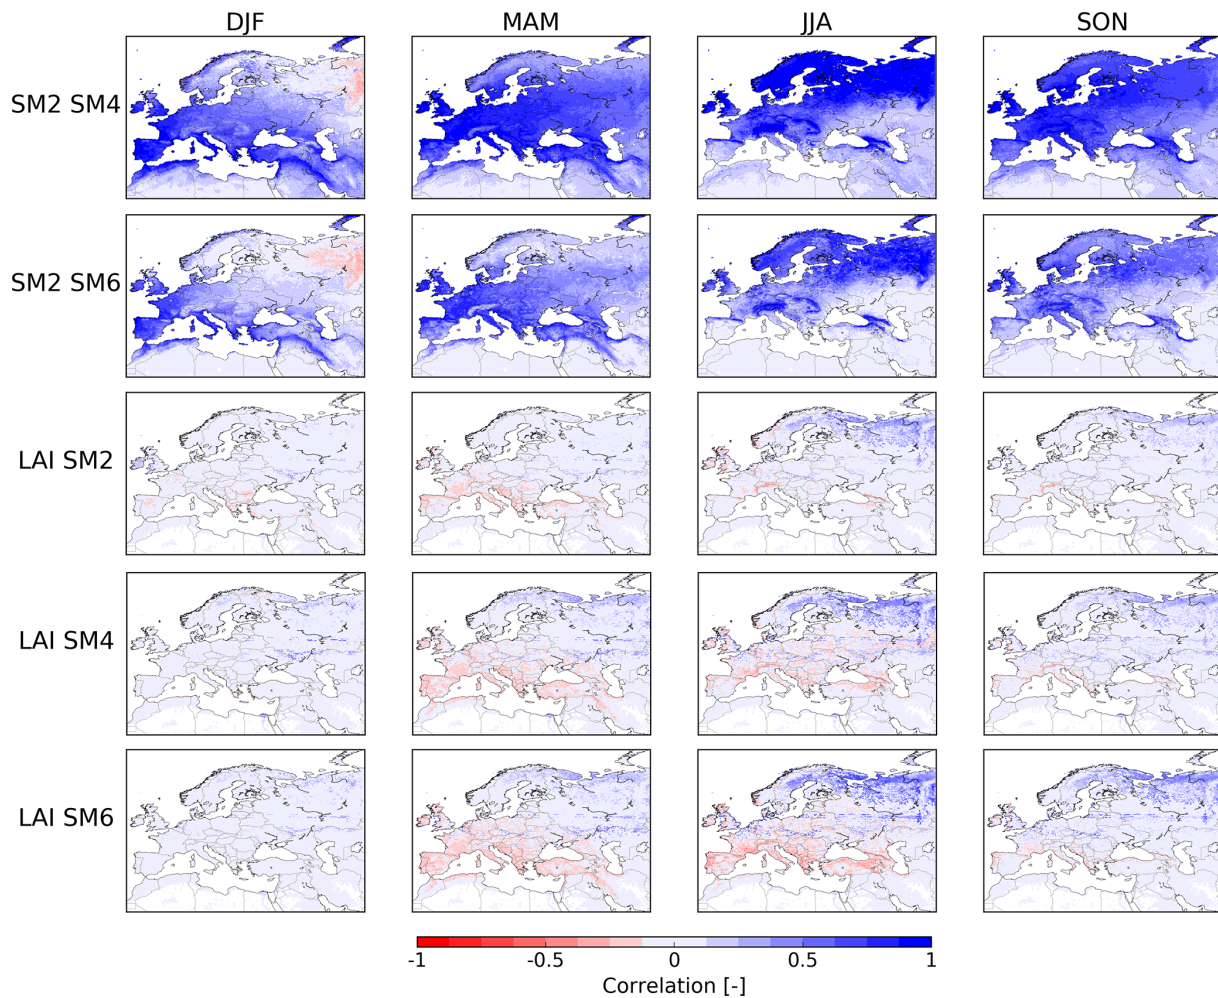 DJF MAM JJA SON
SM2 SM4
SM2 SM6
LAI SM2
LAI SM4
LAI SM6
-1 -0.5 0 0.5 1
Correlation [-]